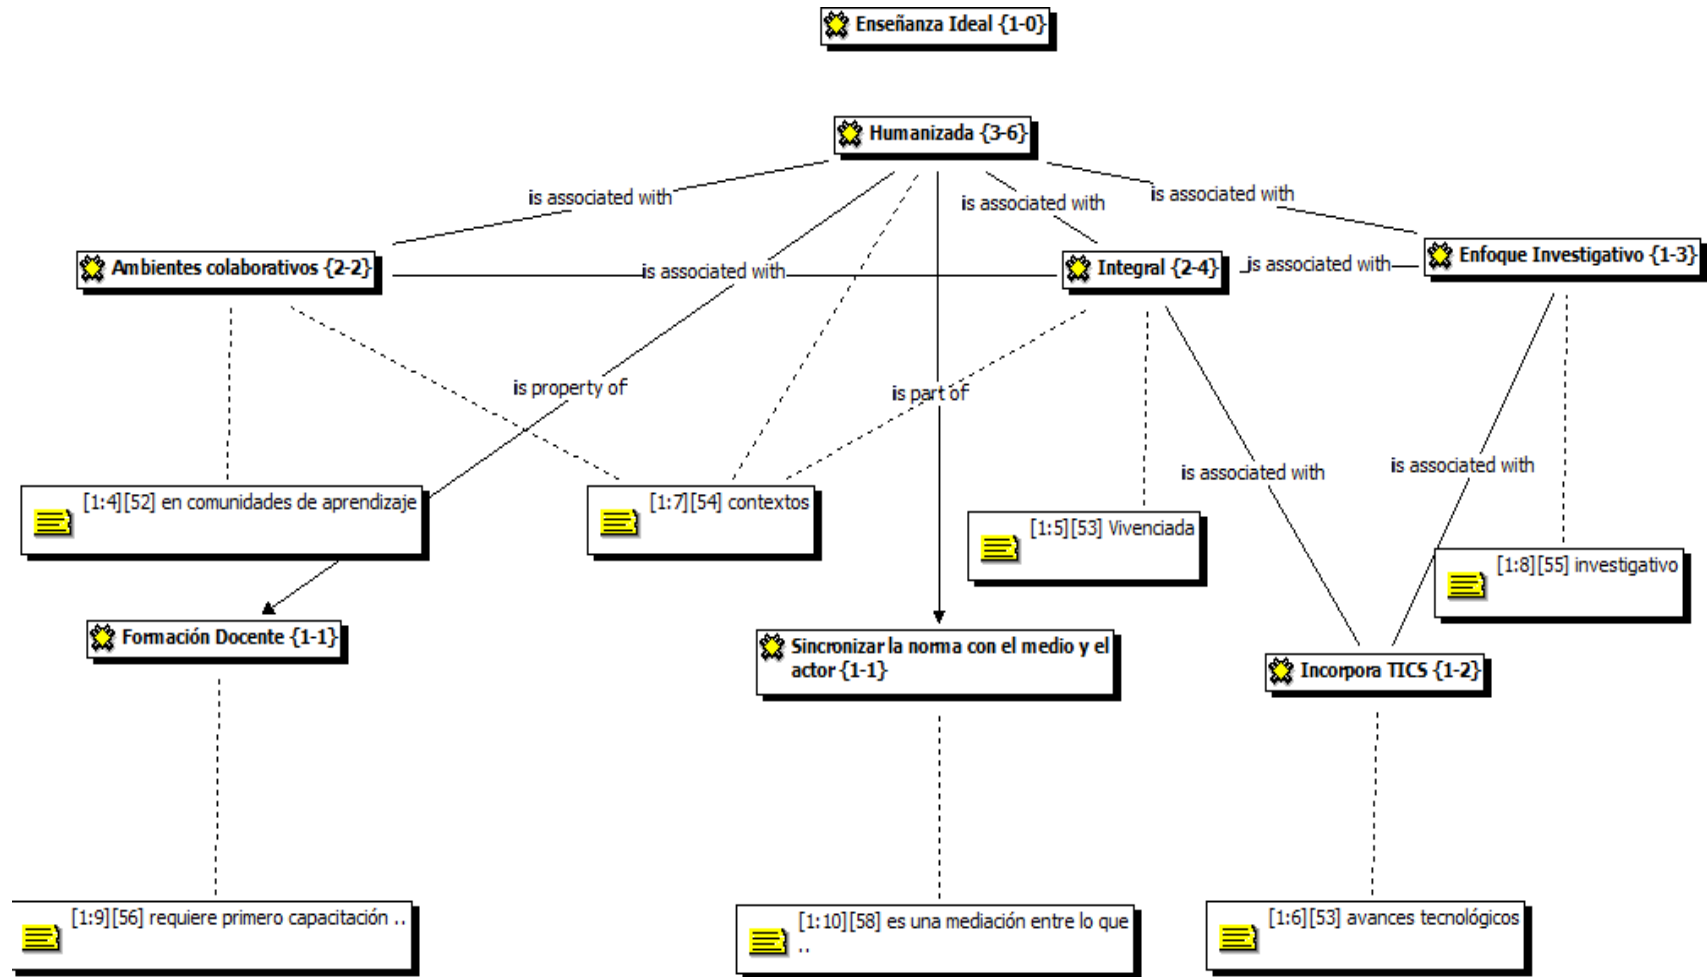 Enseñanza Ideal {1-0}
Humanizada {3-6}
is associated with
is associated with
is associated with
Ambientes colaborativos {2-2}
is associated with
Integral {2-4}
is associated with
Enfoque Investigativo {1-3}
is property of
is part of
is associated with
is associated with
[1:4][52] en comunidades de aprendizaje
[1:7][54] contextos
[1:5][53] Vivenciada
[1:8][55] investigativo
Formación Docente {1-1}
Sincronizar la norma con el medio y el
actor {1-1}
Incorpora TICS {1-2}
[1:9][56] requiere primero capacitación ..
[1:10][58] es una mediación entre lo que
..
[1:6][53] avances tecnológicos